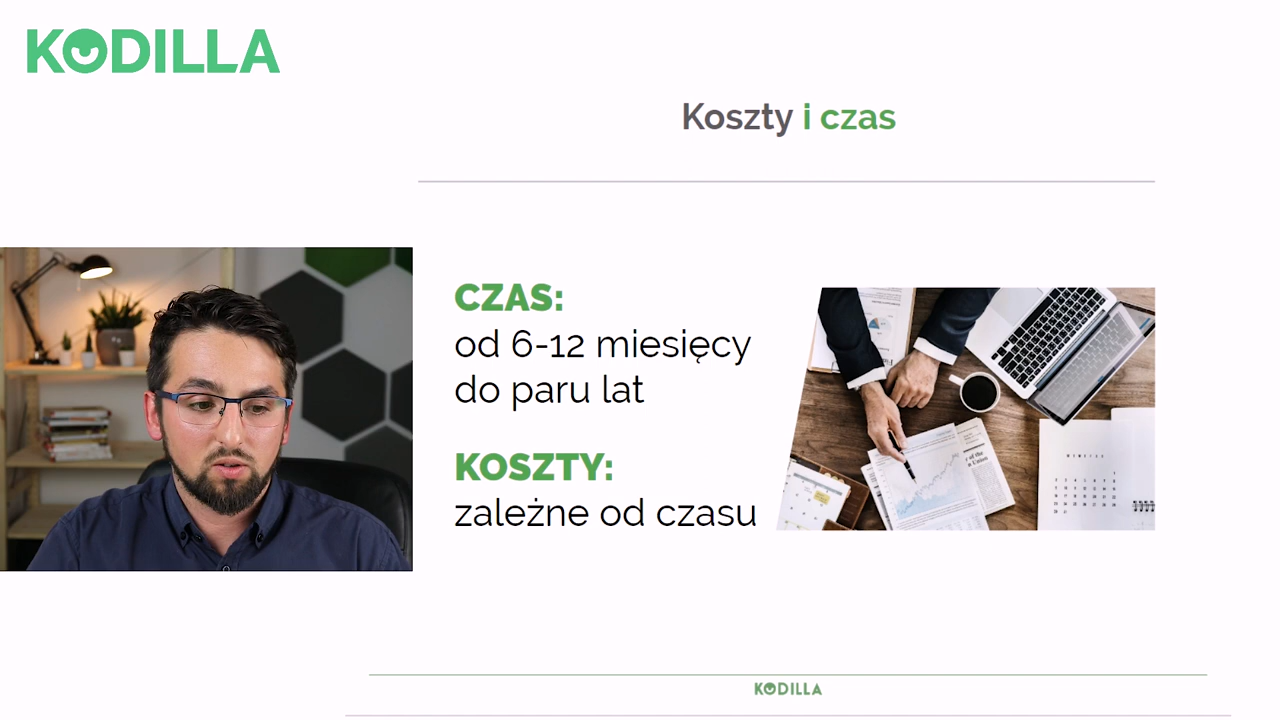 KODILLA
Koszty i czas
CZAS:
od 6-12 miesięcy
do paru lat
KOSZTY:
zależne od czasu
KODILLA